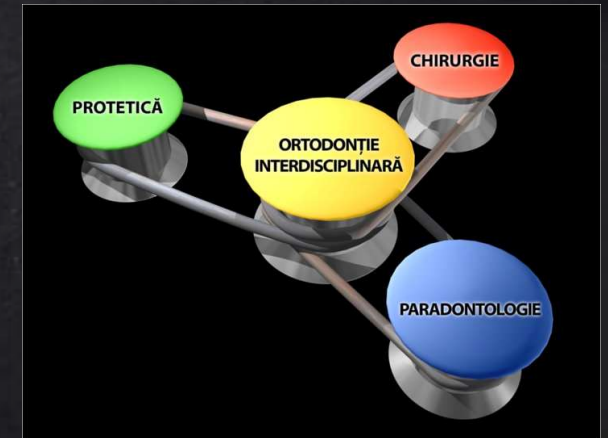 CHIRURGIE
PROTETICĂ
ORTODONȚIE
INTERDISCIPLINARĂ
PARADONTOLOGIE